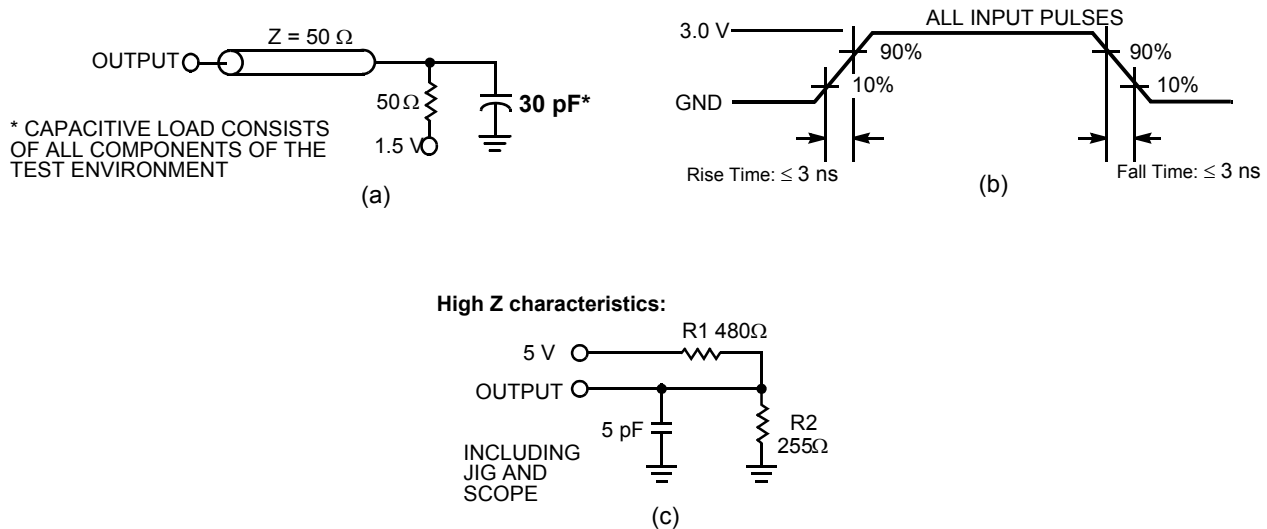 Z = 50 Ω
OUTPUT
50Ω
30 pF*
1.5 V
* CAPACITIVE LOAD CONSISTS
OF ALL COMPONENTS OF THE
TEST ENVIRONMENT
(a)
ALL INPUT PULSES
3.0 V
90%
10%
GND
90%
10%
Rise Time: ≤ 3 ns
Fall Time: ≤ 3 ns
(b)
High Z characteristics:
R1 480Ω
5 V
OUTPUT
5 pF
R2
255Ω
INCLUDING
JIG AND
SCOPE
(c)